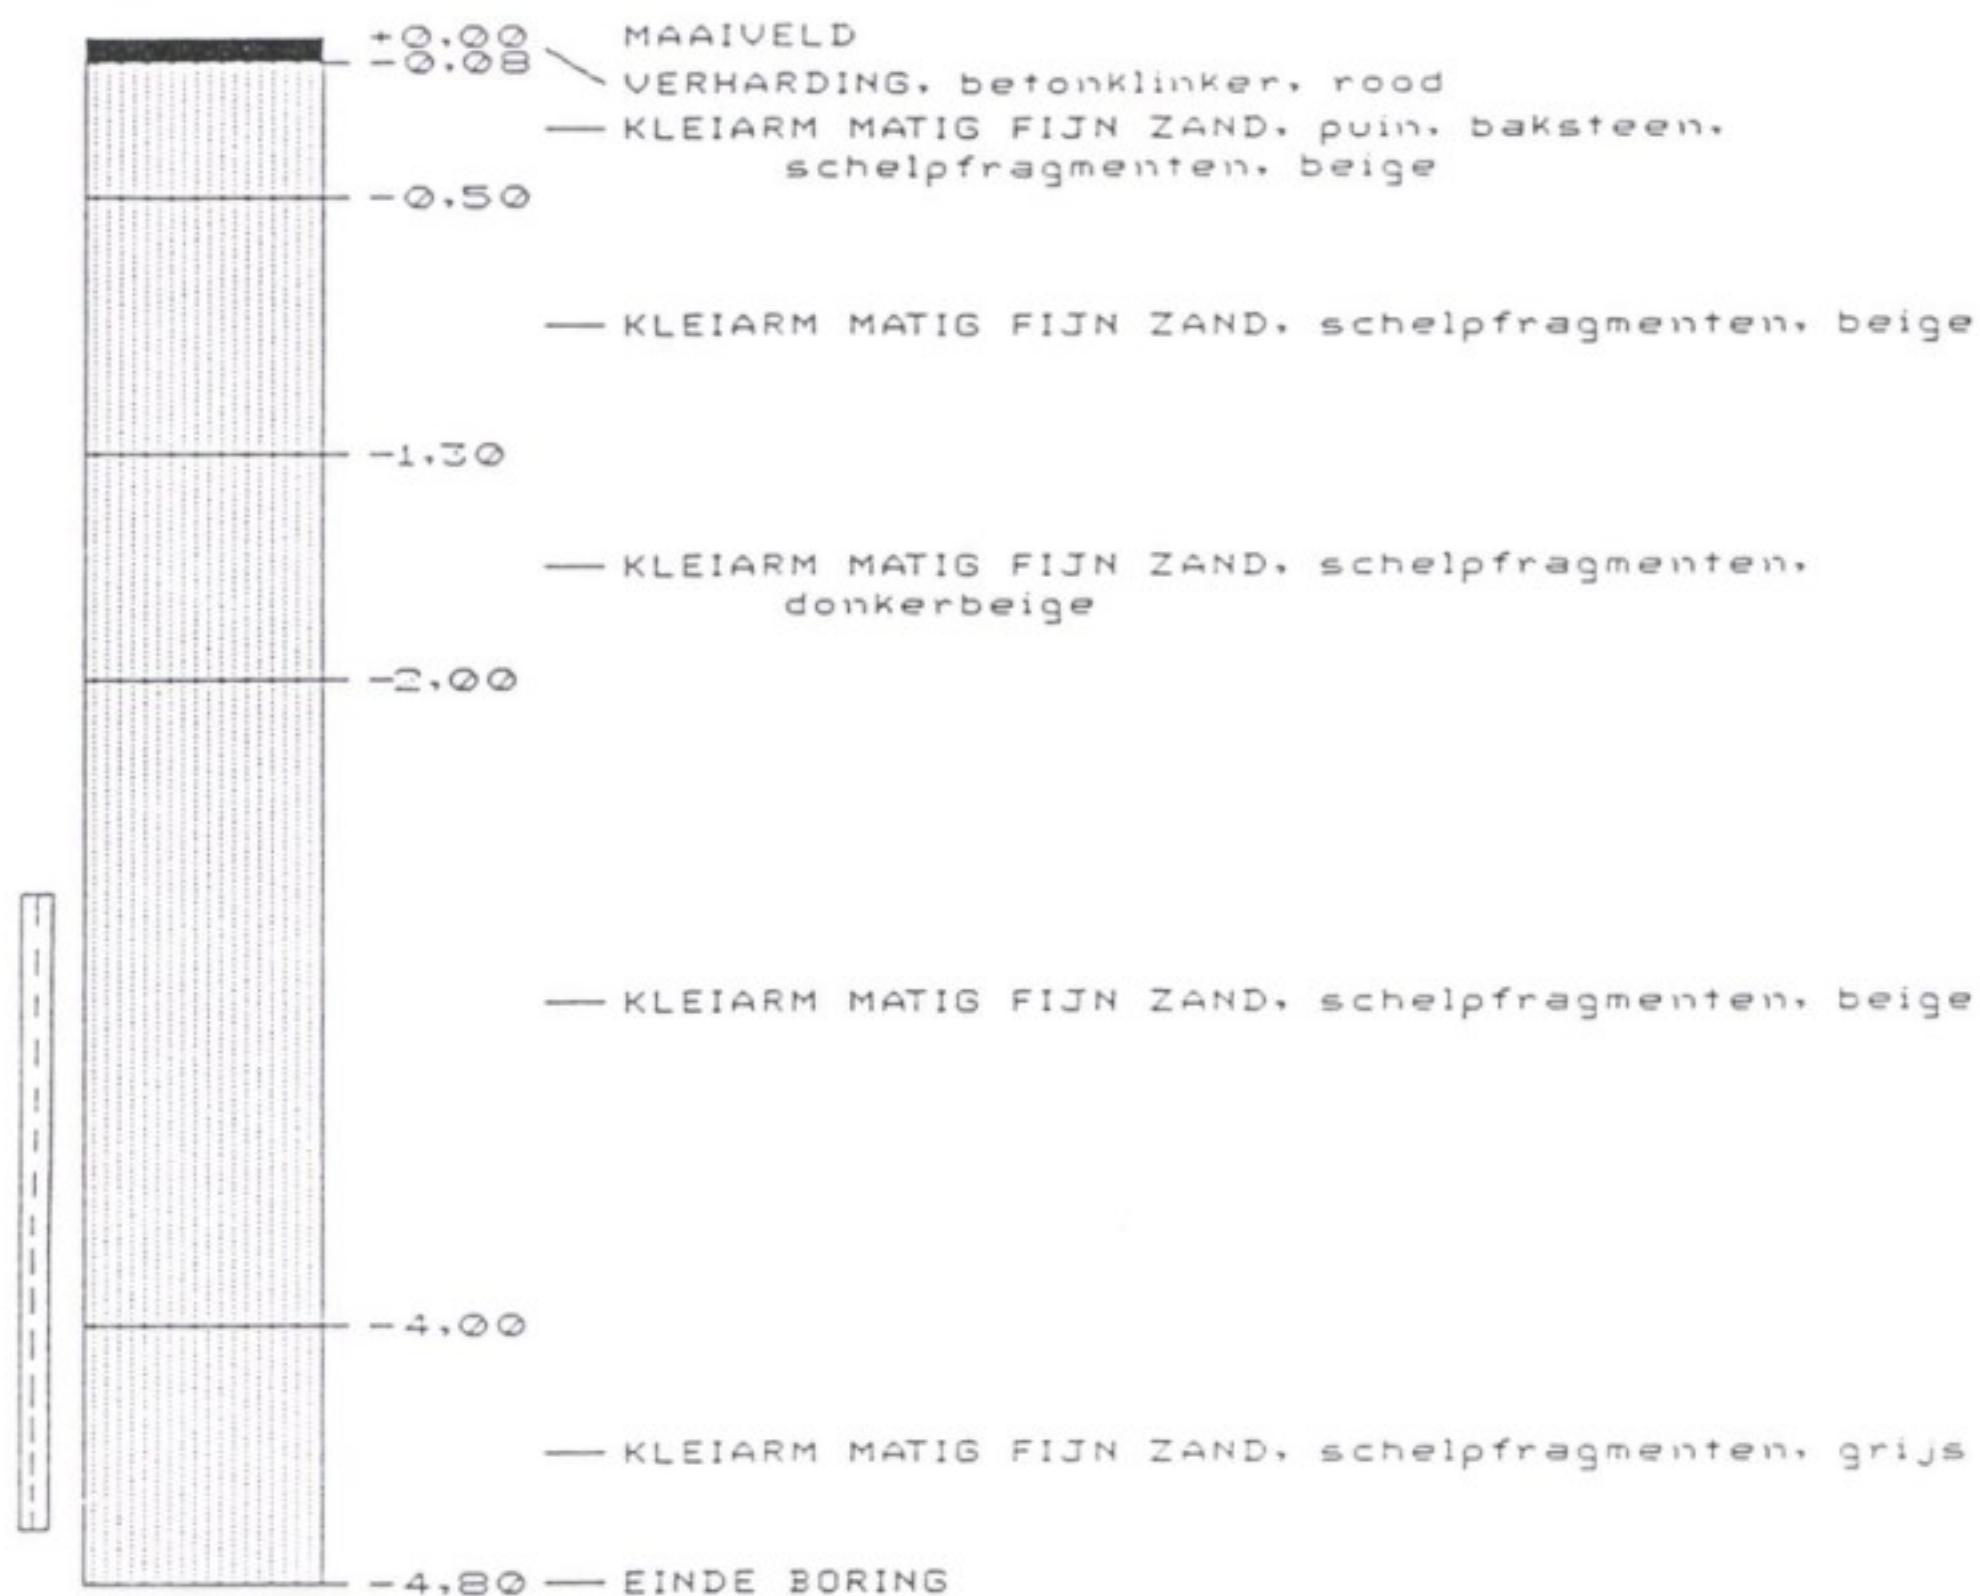 +0,00 MAAIVELD
-0,08
VERHARDING, betonklinker, rood
KLEIARM MATIG FIJN ZAND, puin, baksteen,
schelpfragmenten, beige
-0,50
KLEIARM MATIG FIJN ZAND, schelpfragmenten, beige
-1,30
KLEIARM MATIG FIJN ZAND, schelpfragmenten,
donkerbeige
-2,00
KLEIARM MATIG FIJN ZAND, schelpfragmenten, beige
-4,00
KLEIARM MATIG FIJN ZAND, schelpfragmenten, grijs
-4,80 EINDE BORING